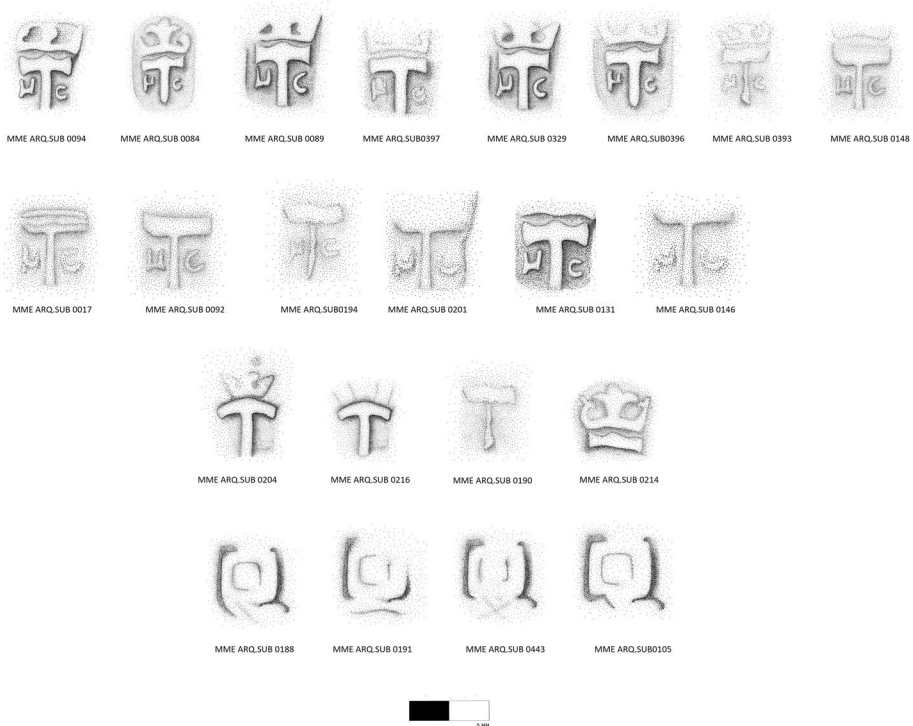 H T C H T C H T C H T C H T C H T C H T C H T C
MME ARQ.SUB 0094 MME ARQ.SUB 0084 MME ARQ.SUB 0089 MME ARQ.SUB0397 MME ARQ.SUB 0329 MME ARQ.SUB0396 MME ARQ.SUB 0393 MME ARQ.SUB 0148
H T C H T C H T C H T C H T C H T C
MME ARQ.SUB 0017 MME ARQ.SUB 0092 MME ARQ.SUB0194 MME ARQ.SUB 0201 MME ARQ.SUB 0131 MME ARQ.SUB 0146
T T T
MME ARQ.SUB 0204 MME ARQ.SUB 0216 MME ARQ.SUB 0190 MME ARQ.SUB 0214
MME ARQ.SUB 0188 MME ARQ.SUB 0191 MME ARQ.SUB 0443 MME ARQ.SUB0105
5 MM